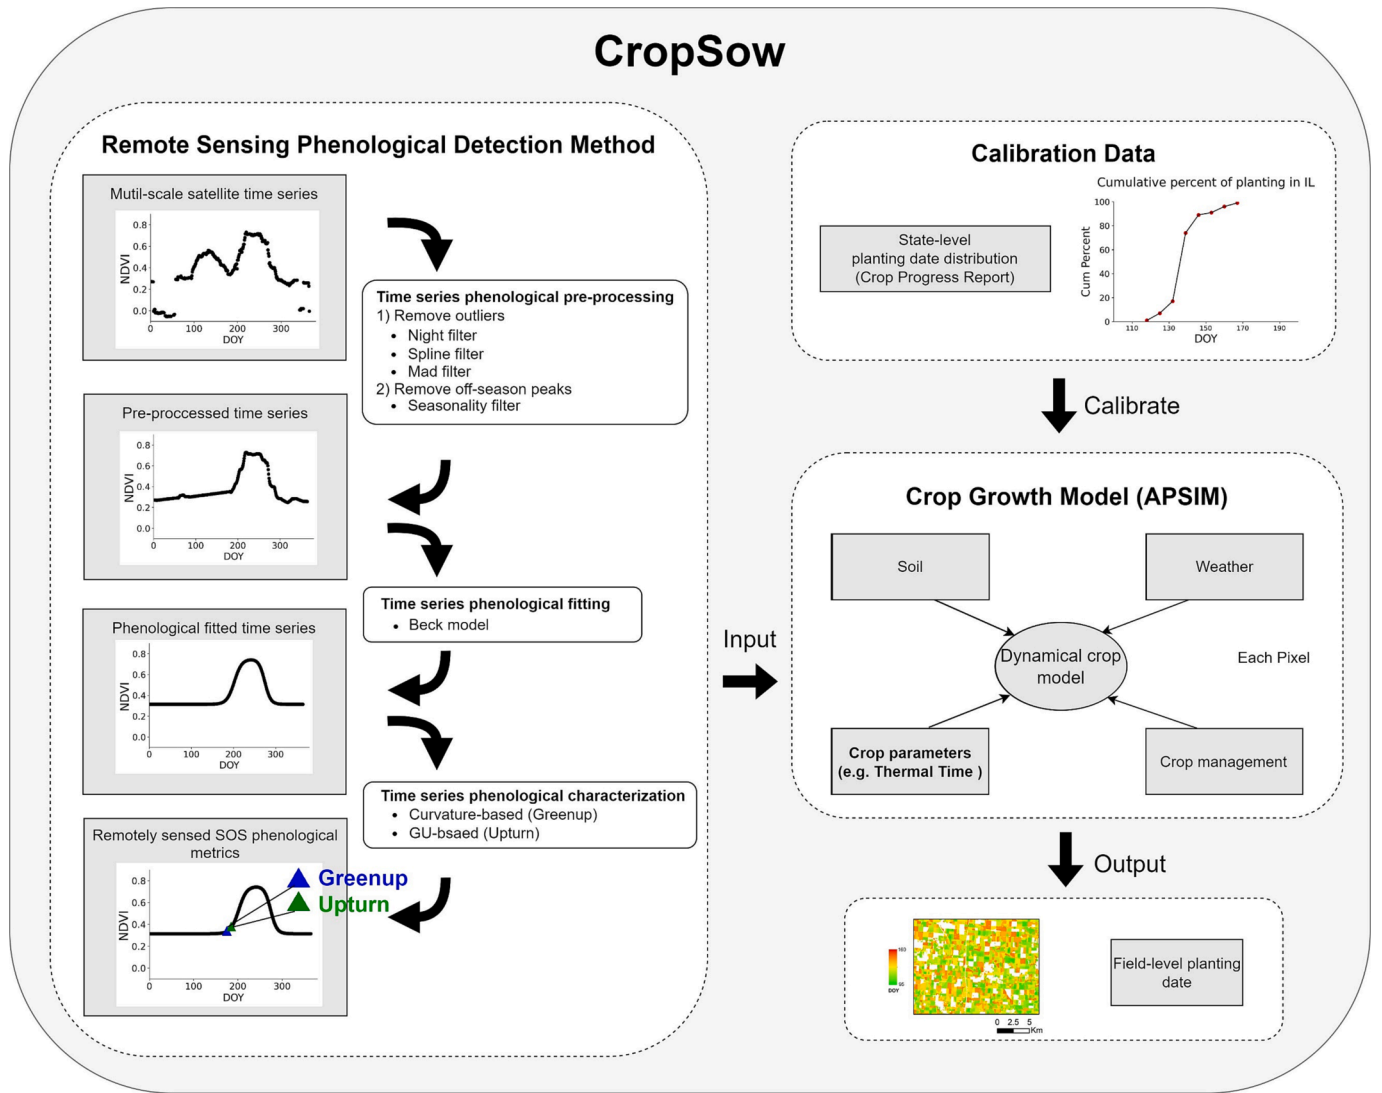 CropSow
Remote Sensing Phenological Detection Method
Mutil-scale satellite time series
NDVI
0.8
0.6
0.4
0.2
0.0
0
100
200
300
DOY
Time series phenological pre-processing
1) Remove outliers
• Night filter
• Spline filter
• Mad filter
2) Remove off-season peaks
• Seasonality filter
Pre-proccessed time series
NDVI
0.8
0.6
0.4
0.2
0.0
0
100
200
300
DOY
Time series phenological fitting
• Beck model
Phenological fitted time series
NDVI
0.8
0.6
0.4
0.2
0.0
0
100
200
300
DOY
Time series phenological characterization
• Curvature-based (Greenup)
• GU-bsaed (Upturn)
Remotely sensed SOS phenological
metrics
Greenup
Upturn
NDVI
0.8
0.6
0.4
0.2
0.0
0
100
200
300
DOY
Input
Calibration Data
State-level
planting date distribution
(Crop Progress Report)
Cumulative percent of planting in IL
Cum Percent
100
80
60
40
20
0
110
130
150
170
190
DOY
Calibrate
Crop Growth Model (APSIM)
Soil
Weather
Dynamical crop
model
Each Pixel
Crop parameters
(e.g. Thermal Time )
Crop management
Output
160
95
DOY
0 2.5 5
Km
Field-level planting
date